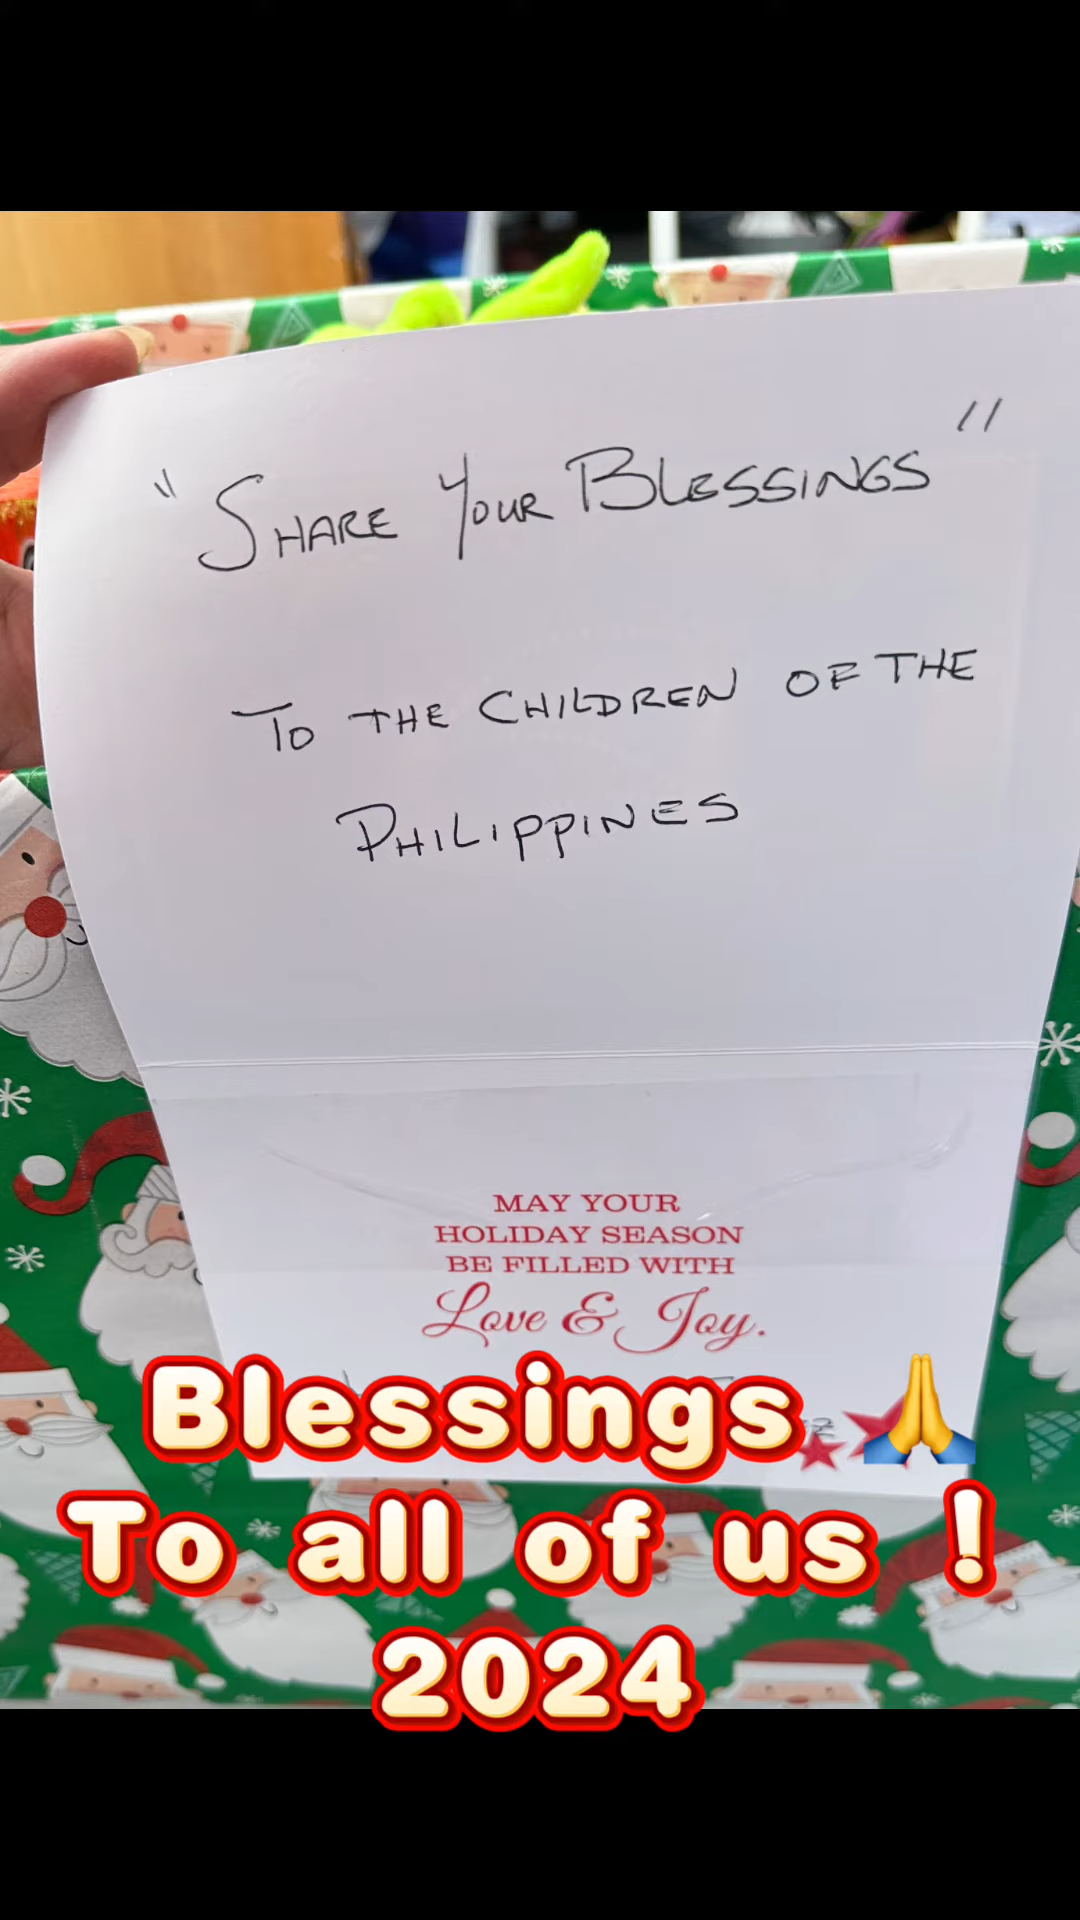 "SHARE YOUR BLESSINGS"
TO THE CHILDREN OF THE
PHILIPPINES
MAY YOUR
HOLIDAY SEASON
BE FILLED WITH
Love & Joy.
Blessings 🙏
To all of us !
2024